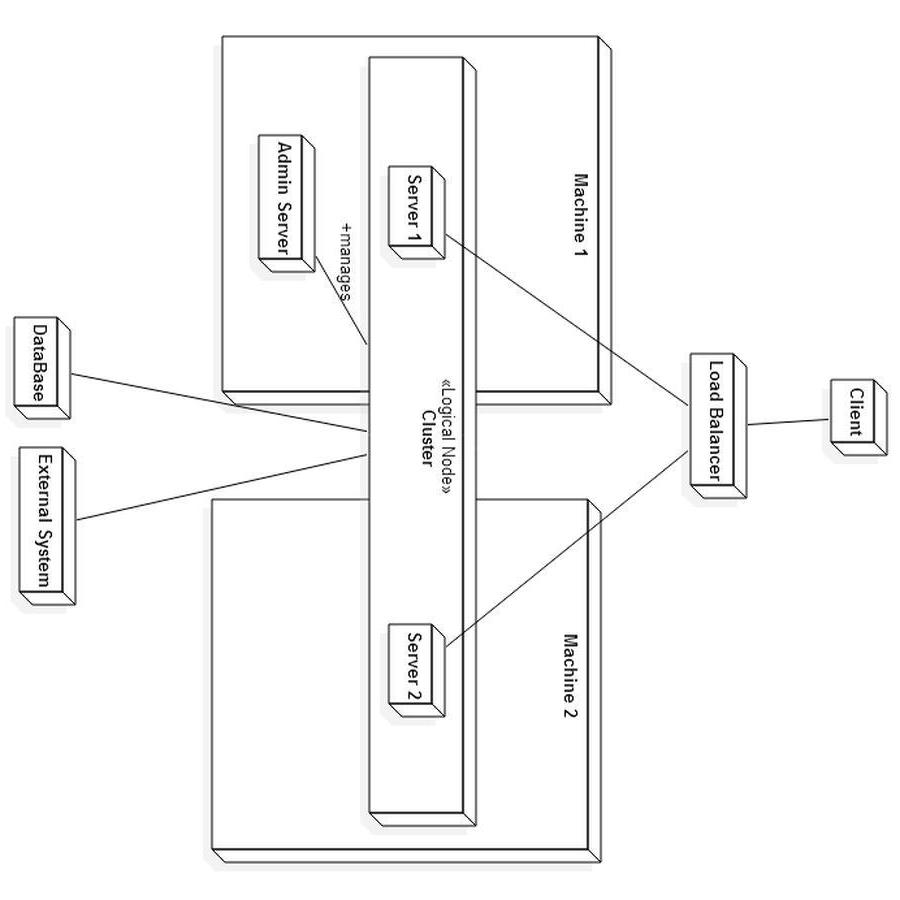 Client
Load Balancer
Machine 1
Machine 2
Server 1
«Logical Node»
Cluster
Server 2
+manages
Admin Server
DataBase
External System